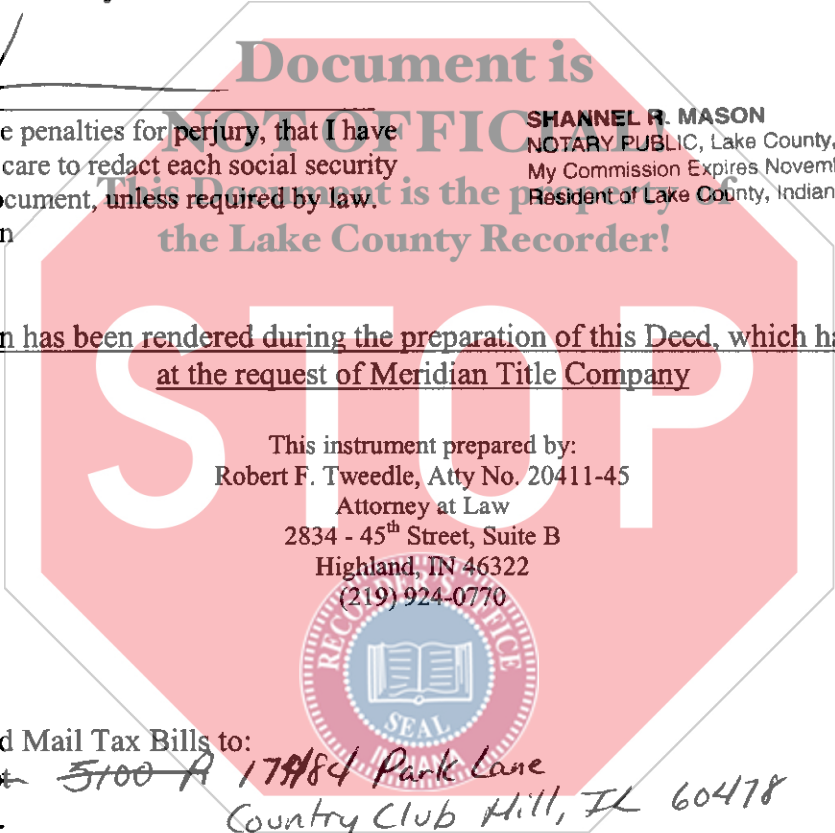 Document is
NOT OFFICIAL
This Document is the property of
the Lake County Recorder!
STOP
e penalties for perjury, that I have
care to redact each social security
ocument, unless required by law.
n
SHANNEL R. MASON
NOTARY PUBLIC, Lake County,
My Commission Expires Novem
Resident of Lake County, Indian
n has been rendered during the preparation of this Deed, which ha
at the request of Meridian Title Company
This instrument prepared by:
Robert F. Tweedle, Atty No. 20411-45
Attorney at Law
2834 - 45th Street, Suite B
Highland, IN 46322
(219) 924-0770
RECORDER'S OFFICE
SEAL
INDIANA
d Mail Tax Bills to:
5100 A Park Lane
Country Club Hill, IL 60478